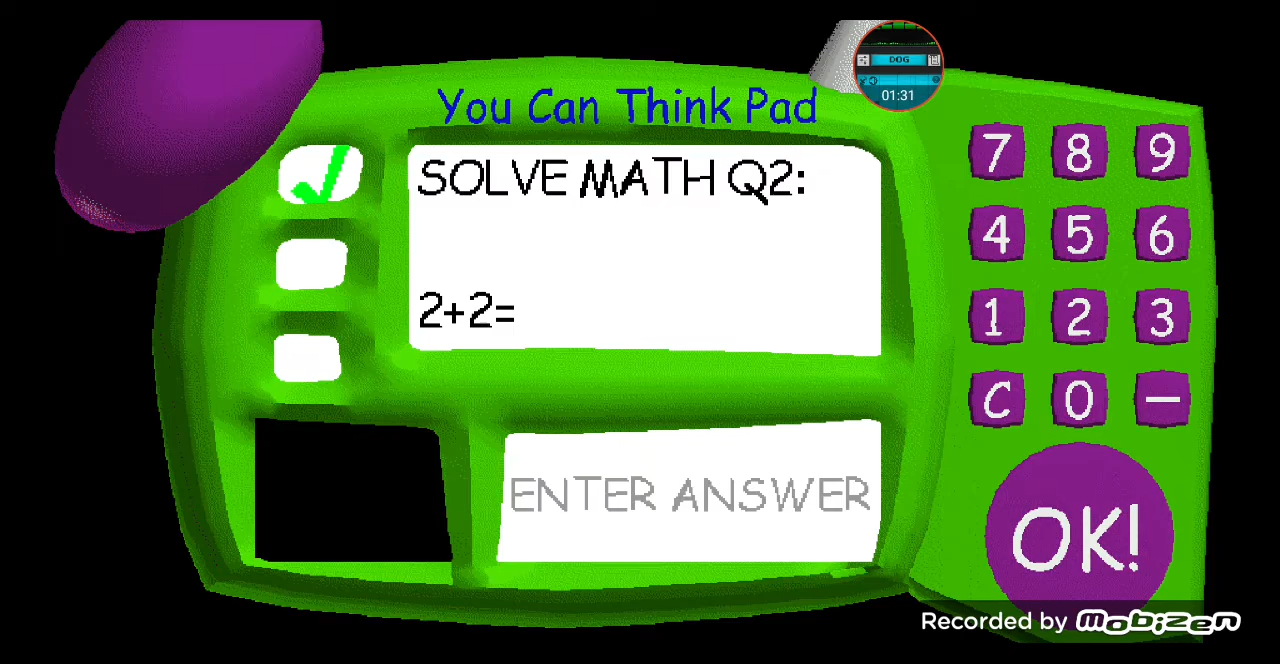 You Can Think Pad
DOG
01:31
SOLVE MATH Q2:
2+2=
ENTER ANSWER
7 8 9
4 5 6
1 2 3
C 0 −
OK!
Recorded by Mobizen